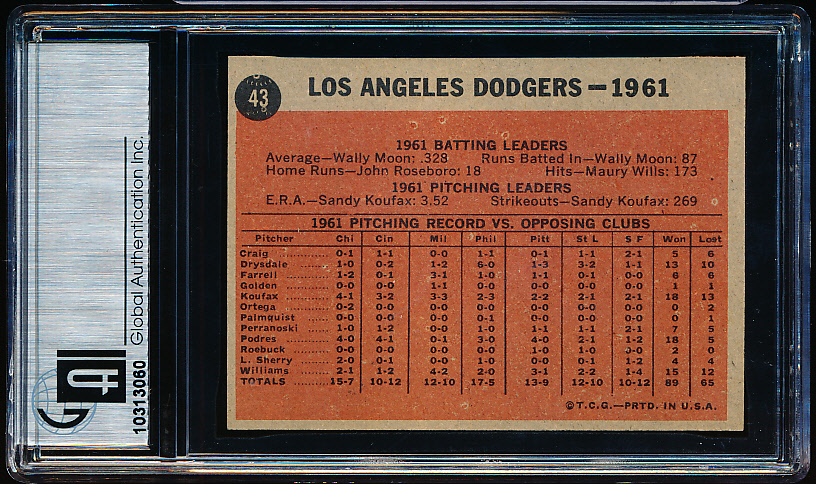 43 LOS ANGELES DODGERS—1961
1961 BATTING LEADERS
Average—Wally Moon: .328 Runs Batted In—Wally Moon: 87
Home Runs—John Roseboro: 18 Hits—Maury Wills: 173
1961 PITCHING LEADERS
E.R.A.—Sandy Koufax: 3.52 Strikeouts—Sandy Koufax: 269
1961 PITCHING RECORD VS. OPPOSING CLUBS
Pitcher Chi Cin Mil Phil Pitt St L S F Won Lost
Craig 0-1 1-1 0-0 1-1 0-1 1-1 2-1 5 6
Drysdale 1-0 0-2 1-2 6-0 1-3 3-2 1-1 13 10
Farrell 1-2 0-1 3-1 1-0 1-1 0-1 0-0 6 6
Golden 0-0 0-0 1-1 0-0 0-0 0-0 0-0 1 1
Koufax 4-1 3-2 3-3 2-3 2-2 2-1 2-1 18 13
Ortega 0-2 0-0 0-0 0-0 0-0 0-0 0-0 0 2
Palmquist 0-0 0-1 0-0 0-0 0-0 0-0 0-0 0 1
Perranoski 1-0 1-2 0-0 1-0 1-1 2-1 1-1 7 5
Podres 4-0 4-1 0-1 3-0 4-0 2-1 1-2 18 5
Roebuck 0-0 0-0 0-0 0-0 1-0 1-0 0-0 2 0
L. Sherry 2-0 0-1 0-0 1-0 0-0 0-1 1-2 4 4
Williams 2-1 1-2 4-2 2-0 3-1 2-2 1-4 15 12
TOTALS 15-7 10-12 12-10 17-5 13-9 12-10 10-12 89 65
©T.C.G.—PRTD. IN U.S.A.
Global Authentication Inc.
10313060